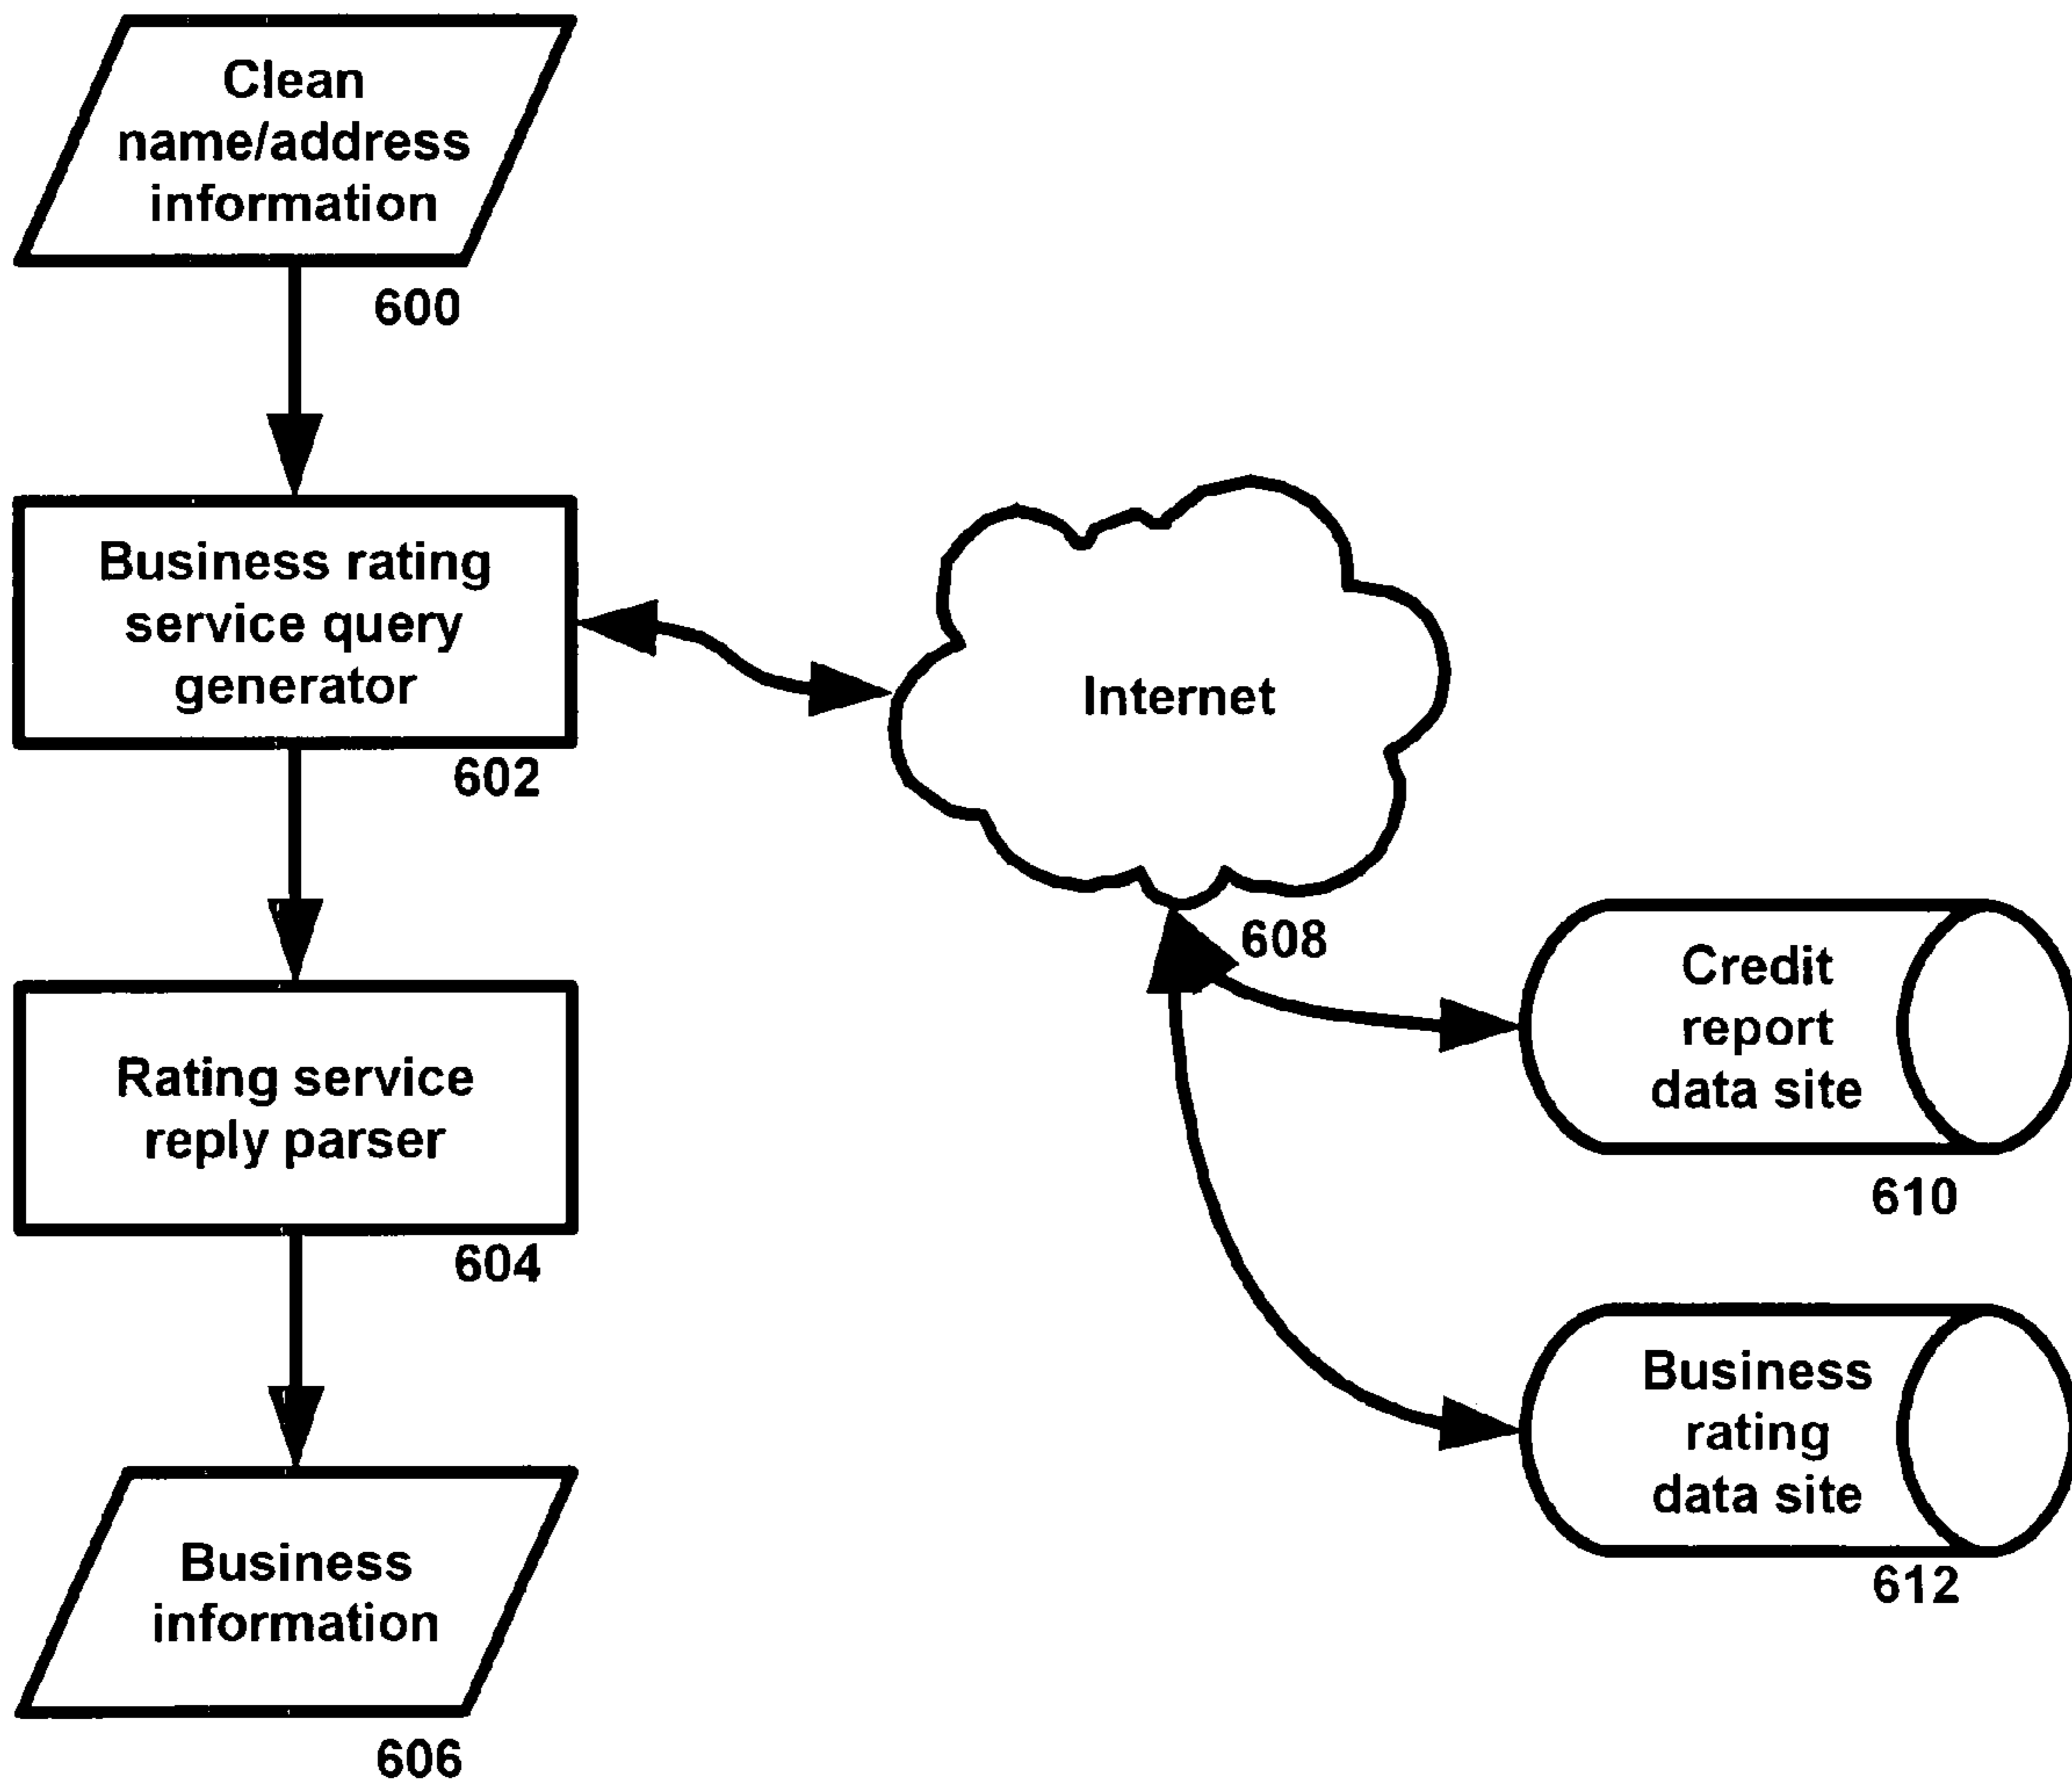 Clean
name/address
information
600
Business rating
service query
generator
602
Internet
608
Credit
report
data site
610
Rating service
reply parser
604
Business
rating
data site
612
Business
information
606